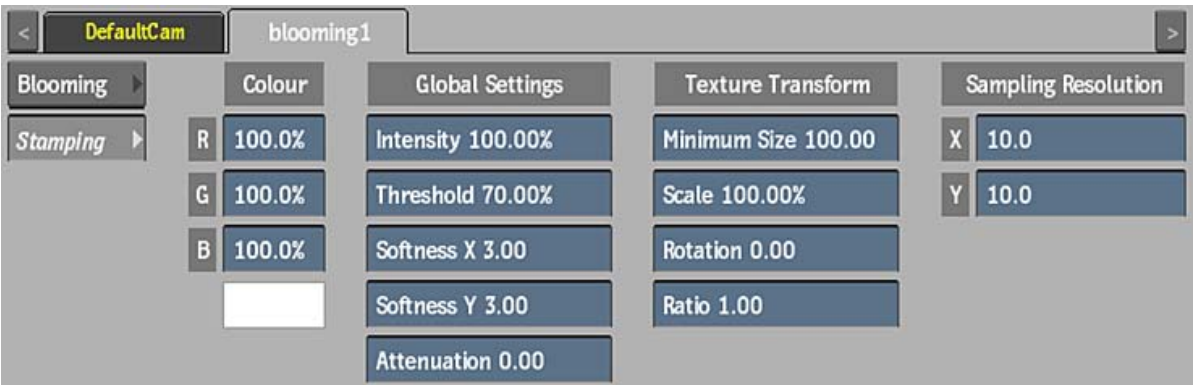 < DefaultCam blooming1 >
Blooming Colour Global Settings Texture Transform Sampling Resolution
Stamping R 100.0% Intensity 100.00% Minimum Size 100.00 X 10.0
G 100.0% Threshold 70.00% Scale 100.00% Y 10.0
B 100.0% Softness X 3.00 Rotation 0.00
Softness Y 3.00 Ratio 1.00
Attenuation 0.00